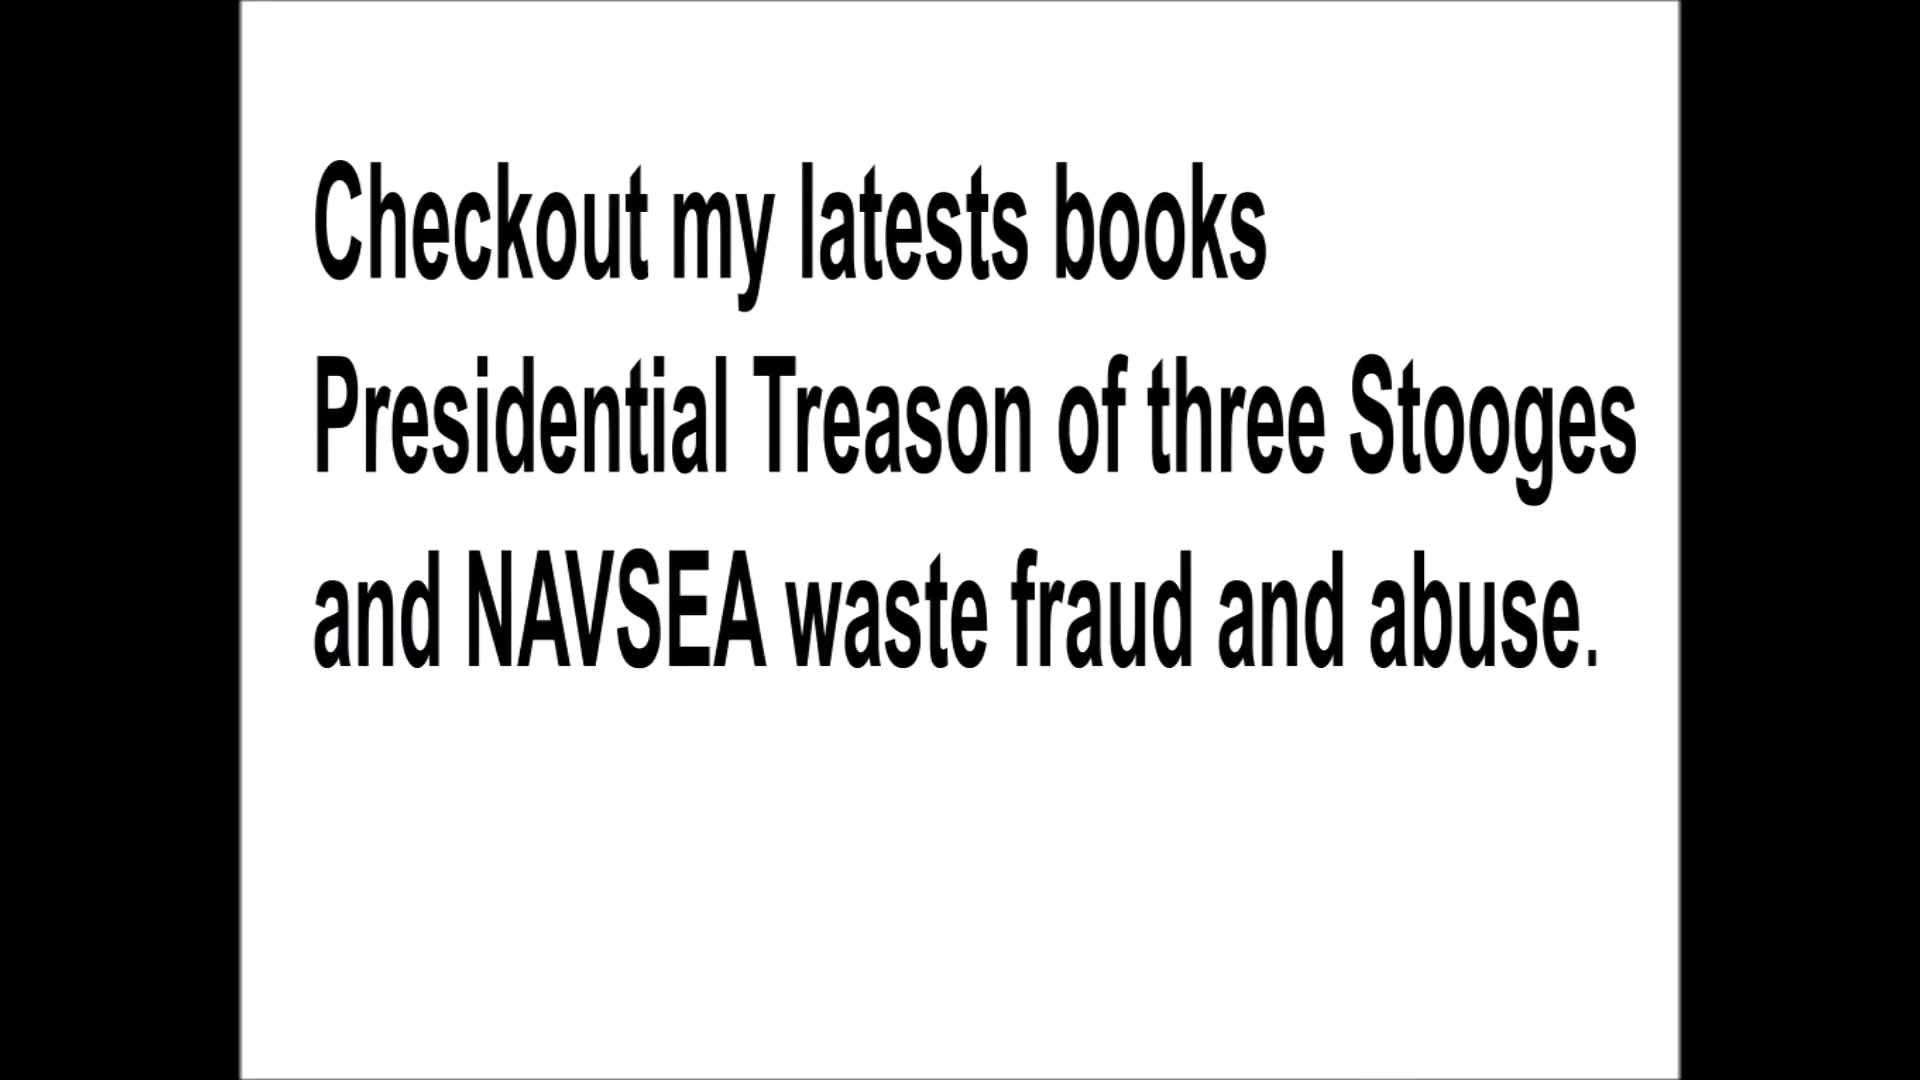 Checkout my latests books
Presidential Treason of three Stooges
and NAVSEA waste fraud and abuse.